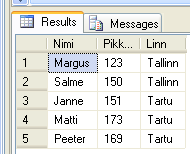 Results Messages
Nimi Pikk... Linn
1 Margus 123 Tallinn
2 Salme 150 Tallinn
3 Janne 151 Tartu
4 Matti 173 Tartu
5 Peeter 169 Tartu